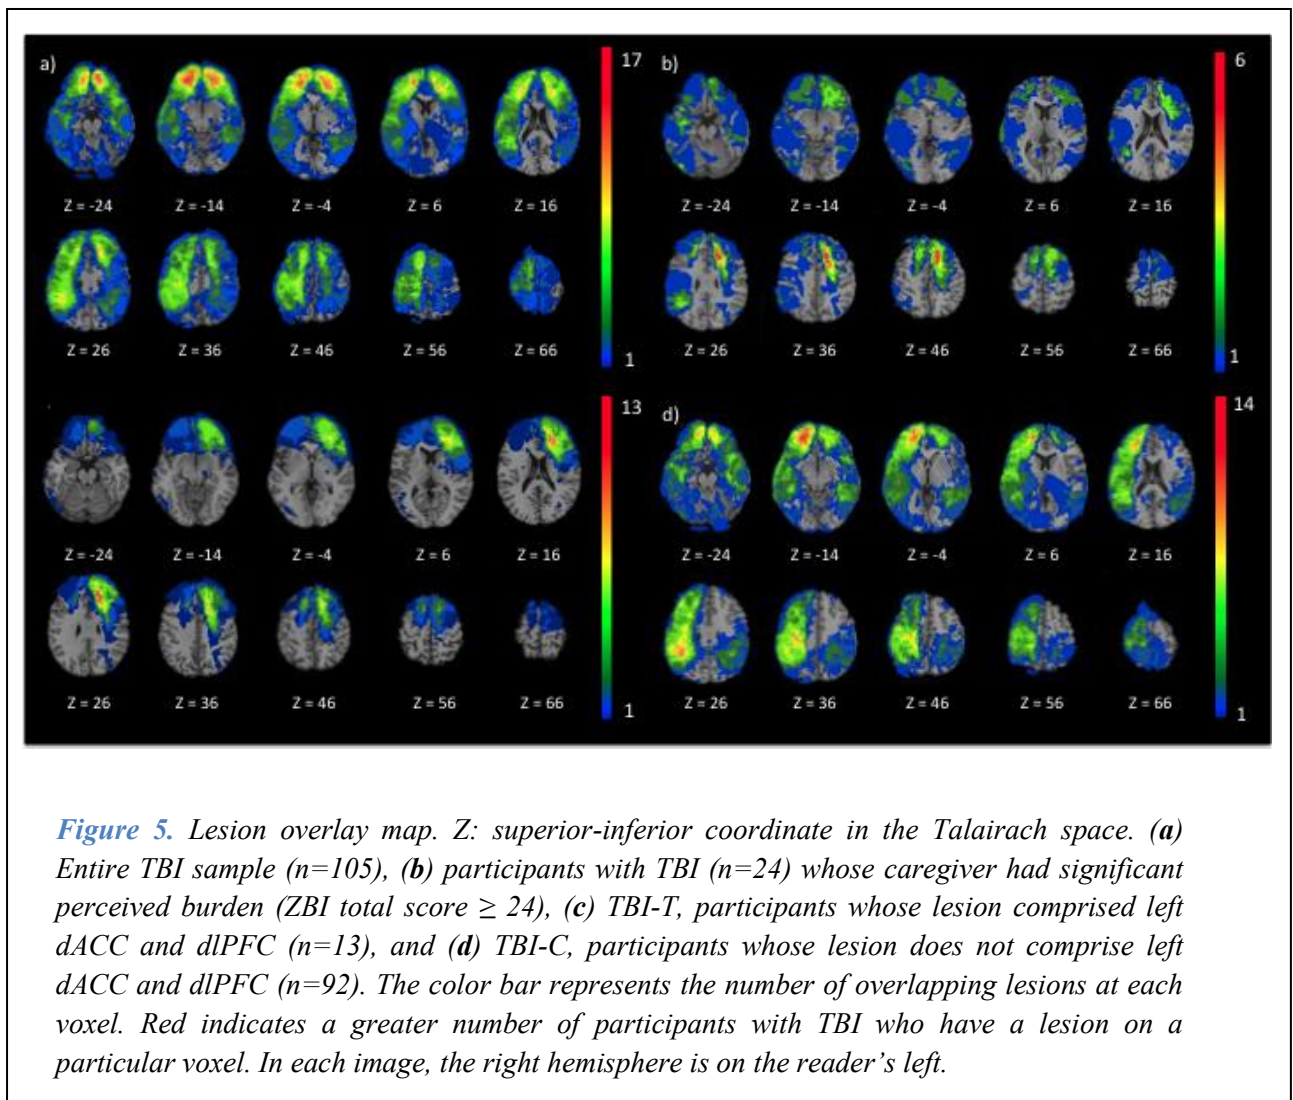 a)
17
b)
6
Z = -24 Z = -14 Z = -4 Z = 6 Z = 16
Z = -24 Z = -14 Z = -4 Z = 6 Z = 16
Z = 26 Z = 36 Z = 46 Z = 56 Z = 66
1
Z = 26 Z = 36 Z = 46 Z = 56 Z = 66
1
13
d)
14
Z = -24 Z = -14 Z = -4 Z = 6 Z = 16
Z = -24 Z = -14 Z = -4 Z = 6 Z = 16
Z = 26 Z = 36 Z = 46 Z = 56 Z = 66
1
Z = 26 Z = 36 Z = 46 Z = 56 Z = 66
1
Figure 5. Lesion overlay map. Z: superior-inferior coordinate in the Talairach space. (a)
Entire TBI sample (n=105), (b) participants with TBI (n=24) whose caregiver had significant
perceived burden (ZBI total score ≥ 24), (c) TBI-T, participants whose lesion comprised left
dACC and dlPFC (n=13), and (d) TBI-C, participants whose lesion does not comprise left
dACC and dlPFC (n=92). The color bar represents the number of overlapping lesions at each
voxel. Red indicates a greater number of participants with TBI who have a lesion on a
particular voxel. In each image, the right hemisphere is on the reader's left.